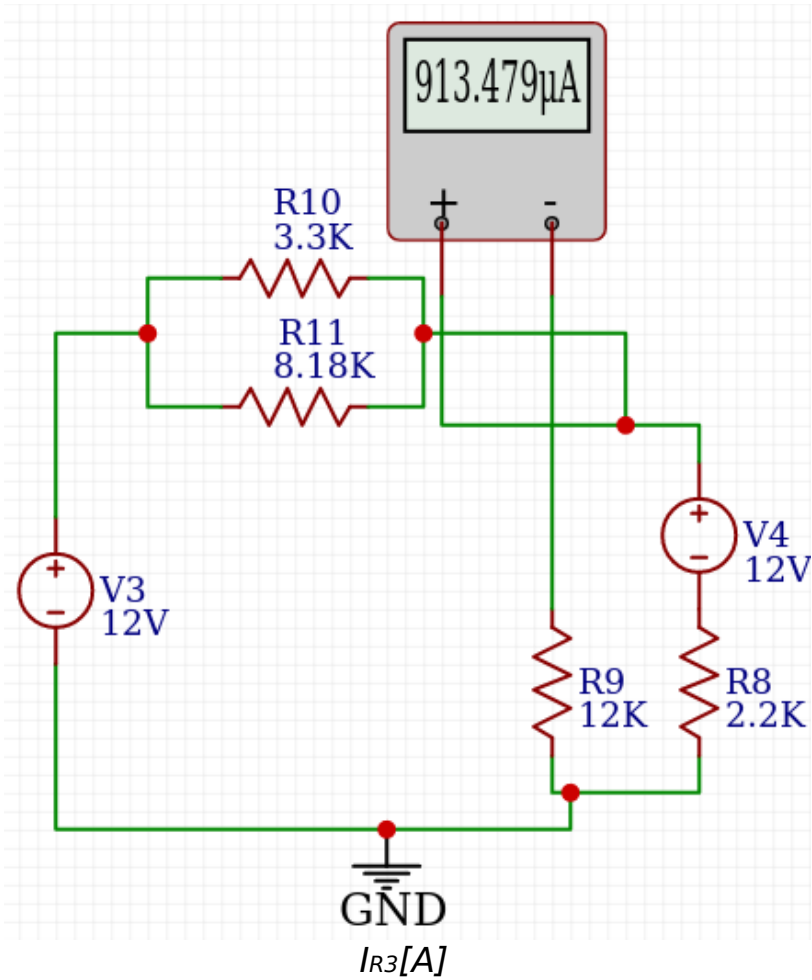 913.479µA
+ -
R10
3.3K
R11
8.18K
+
-
V3
12V
+
-
V4
12V
R9
12K
R8
2.2K
GND
IR3[A]